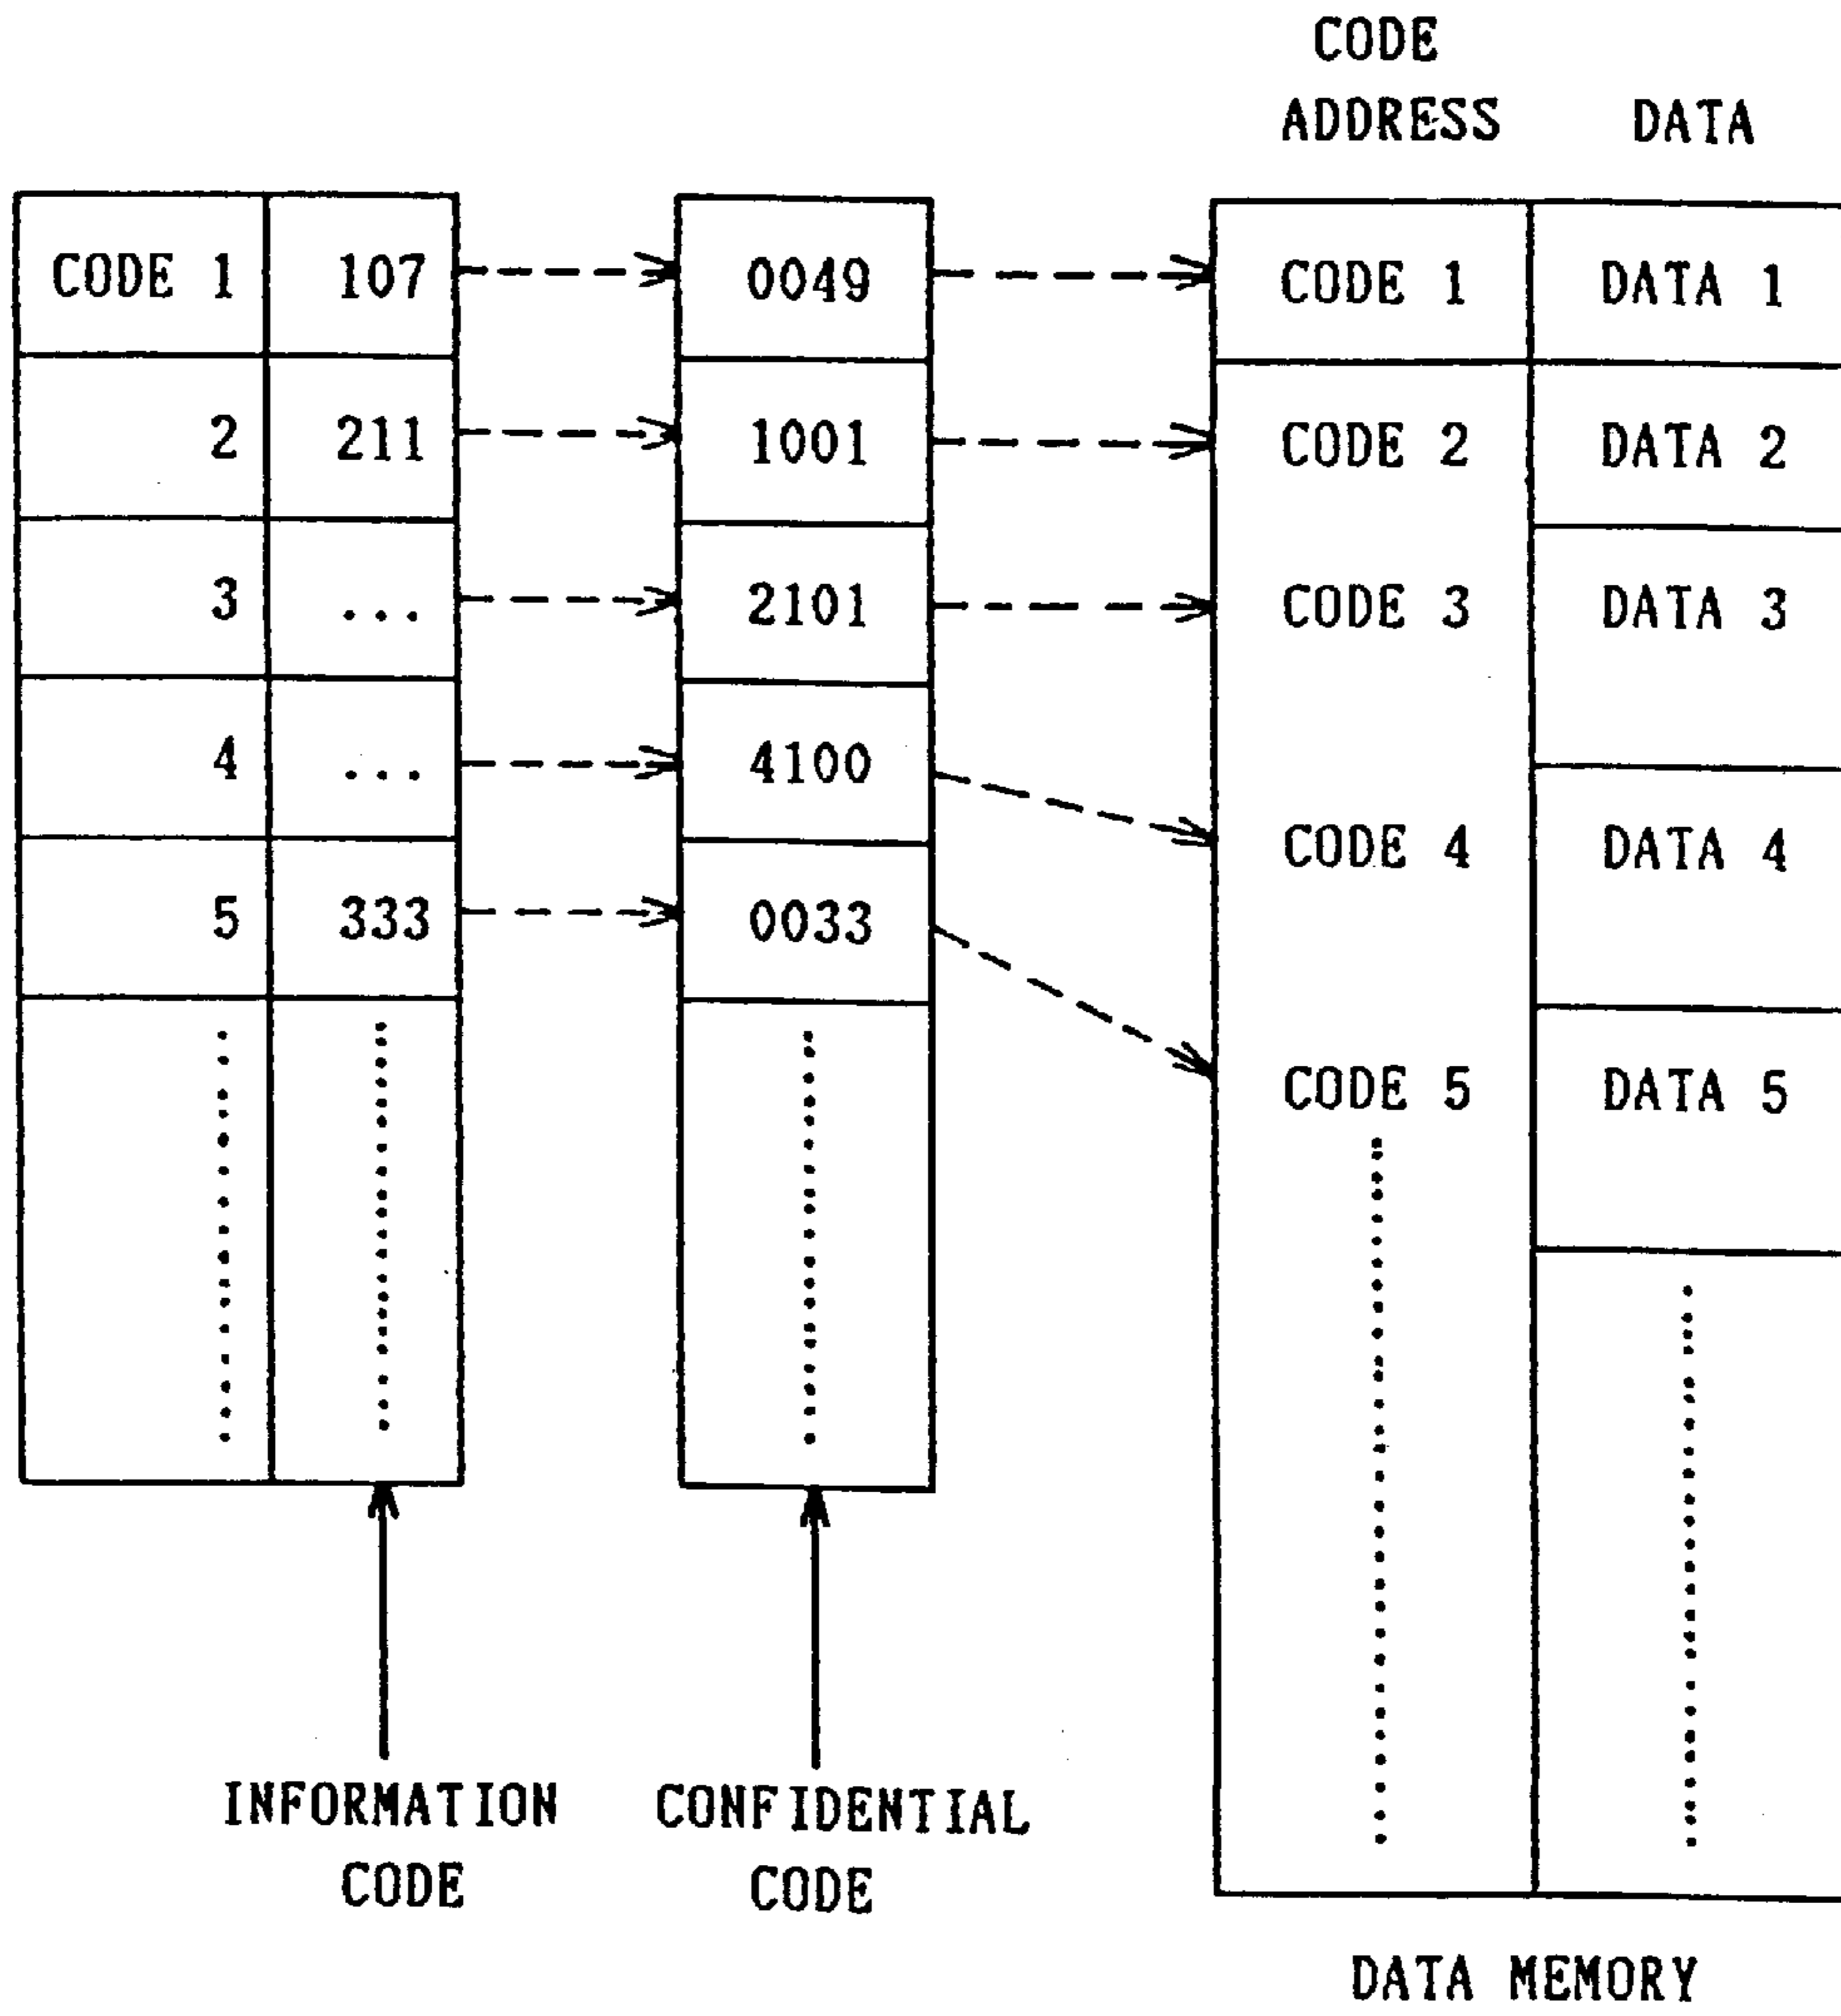 CODE
ADDRESS DATA
CODE 1 107 0049 CODE 1 DATA 1
2 211 1001 CODE 2 DATA 2
3 ... 2101 CODE 3 DATA 3
4 ... 4100 CODE 4 DATA 4
5 333 0033 CODE 5 DATA 5
INFORMATION CONFIDENTIAL
CODE CODE
DATA MEMORY